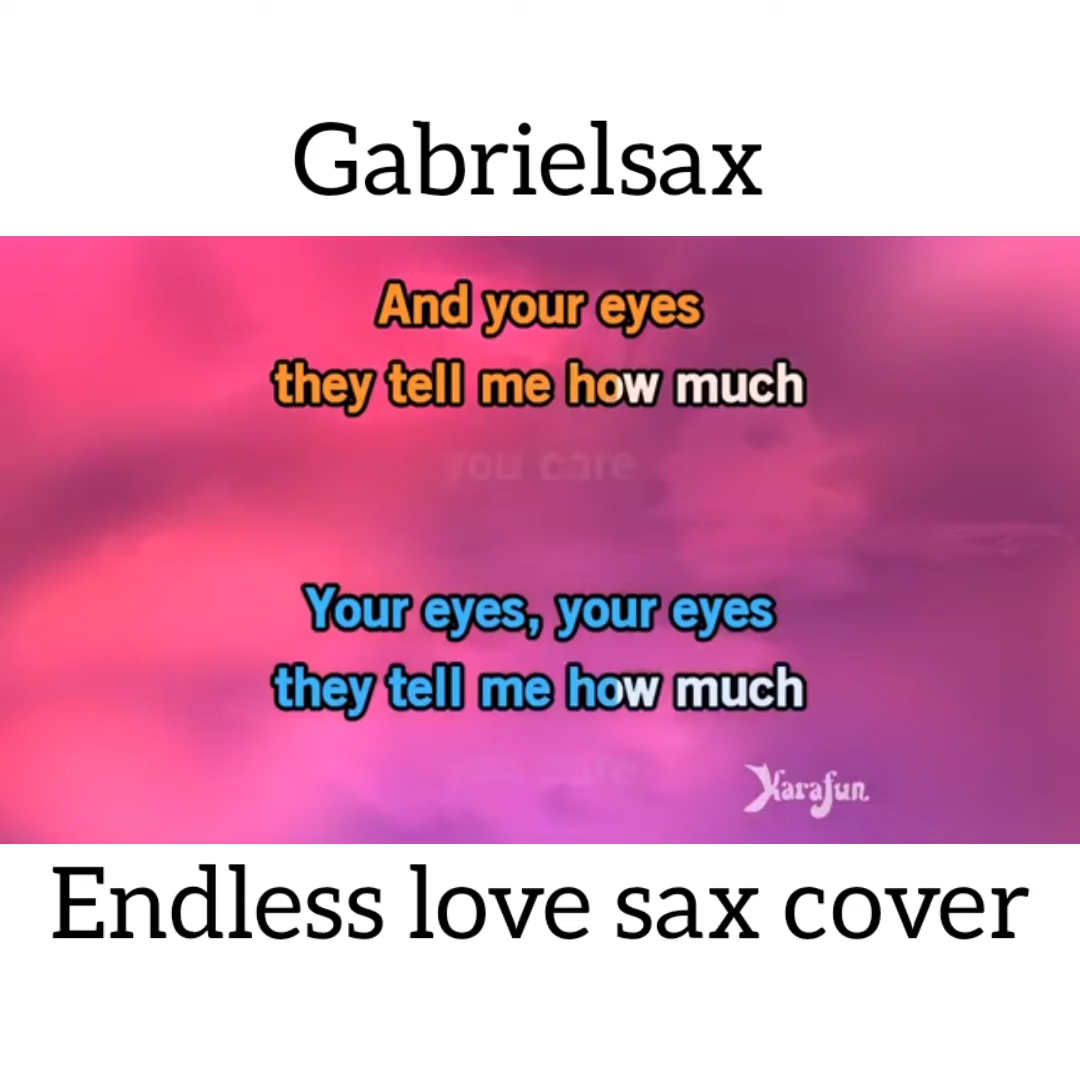 Gabrielsax
And your eyes
they tell me how much
you care
Your eyes, your eyes
they tell me how much
Karafun
Endless love sax cover